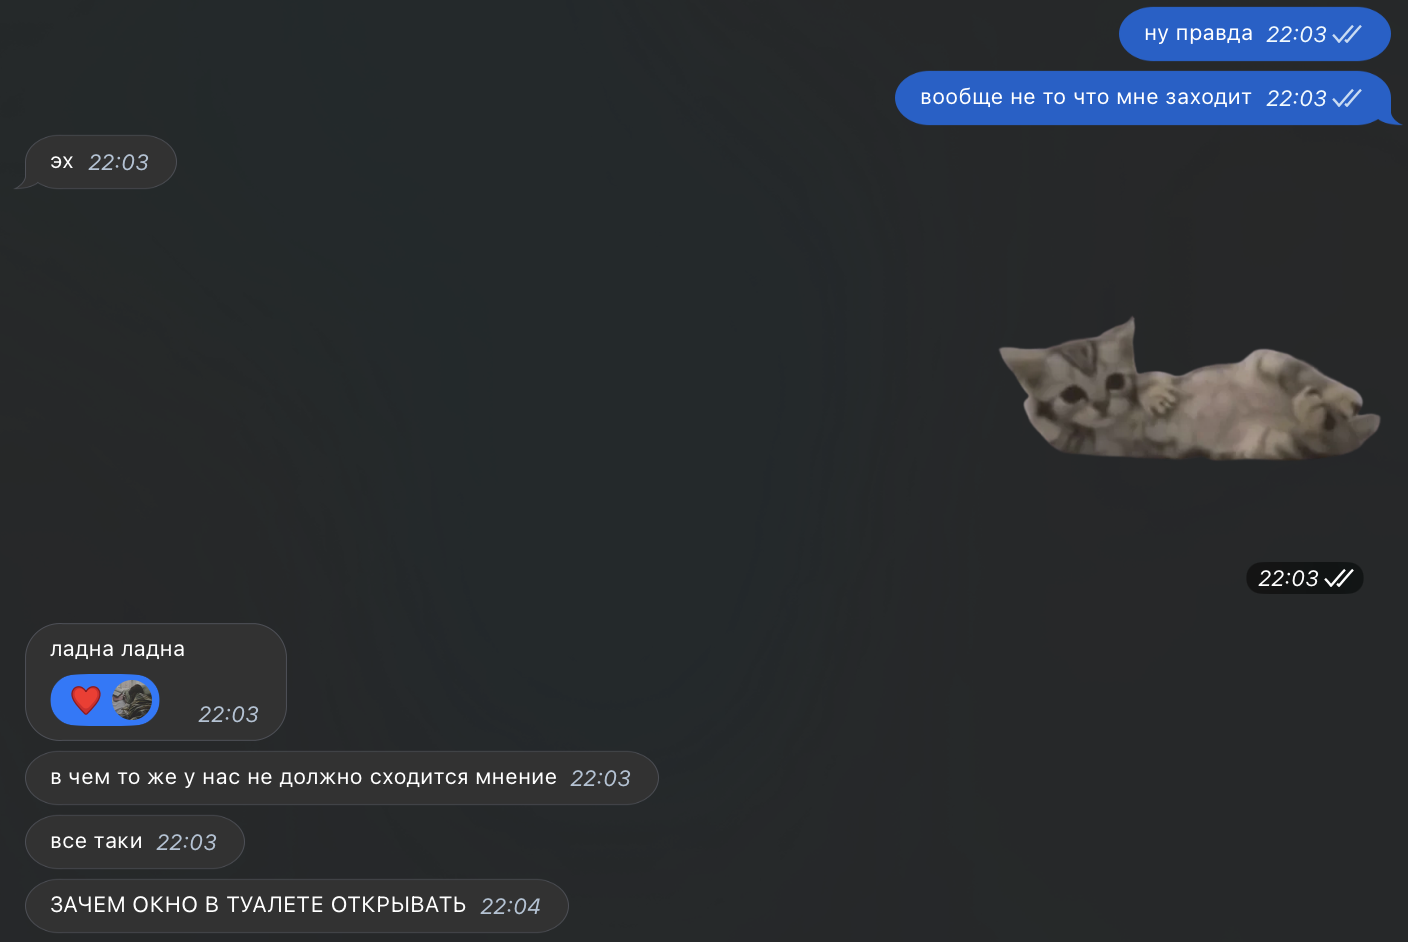 ну правда 22:03
вообще не то что мне заходит 22:03
эх 22:03
22:03
ладна ладна
22:03
в чем то же у нас не должно сходится мнение 22:03
все таки 22:03
ЗАЧЕМ ОКНО В ТУАЛЕТЕ ОТКРЫВАТЬ 22:04